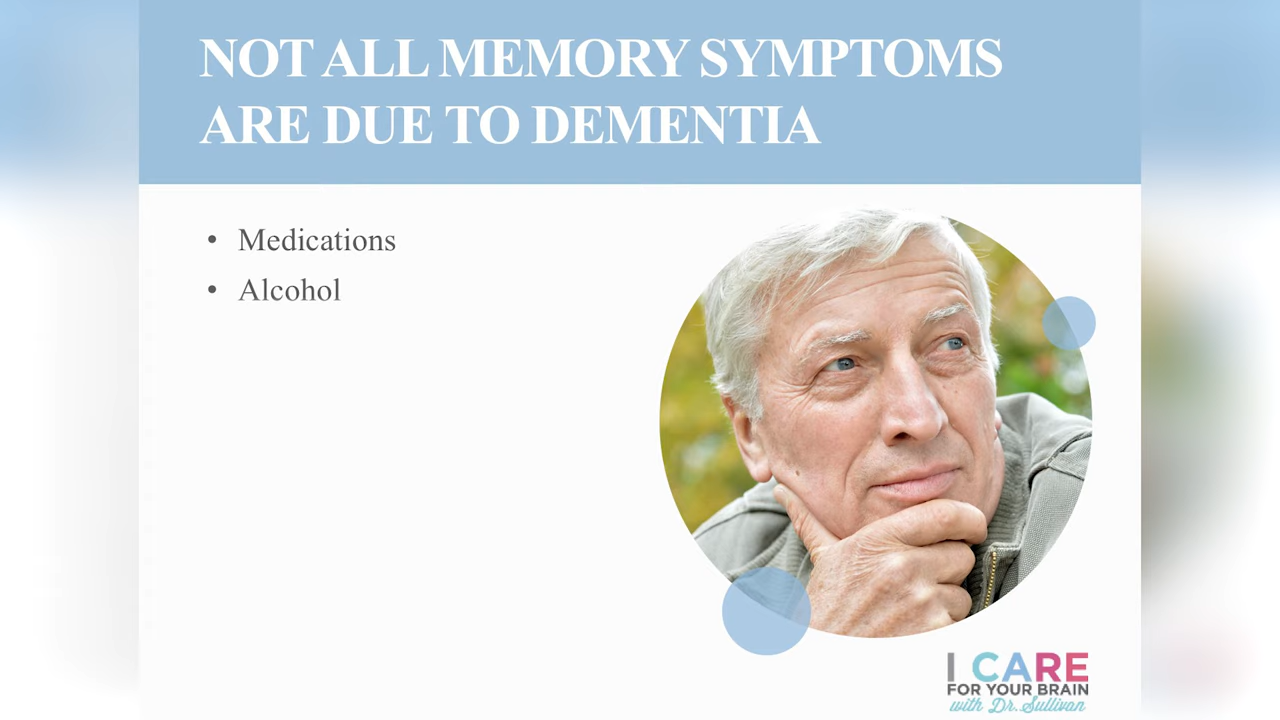 NOT ALL MEMORY SYMPTOMS
ARE DUE TO DEMENTIA
• Medications
• Alcohol
I CARE
FOR YOUR BRAIN
with Dr. Sullivan